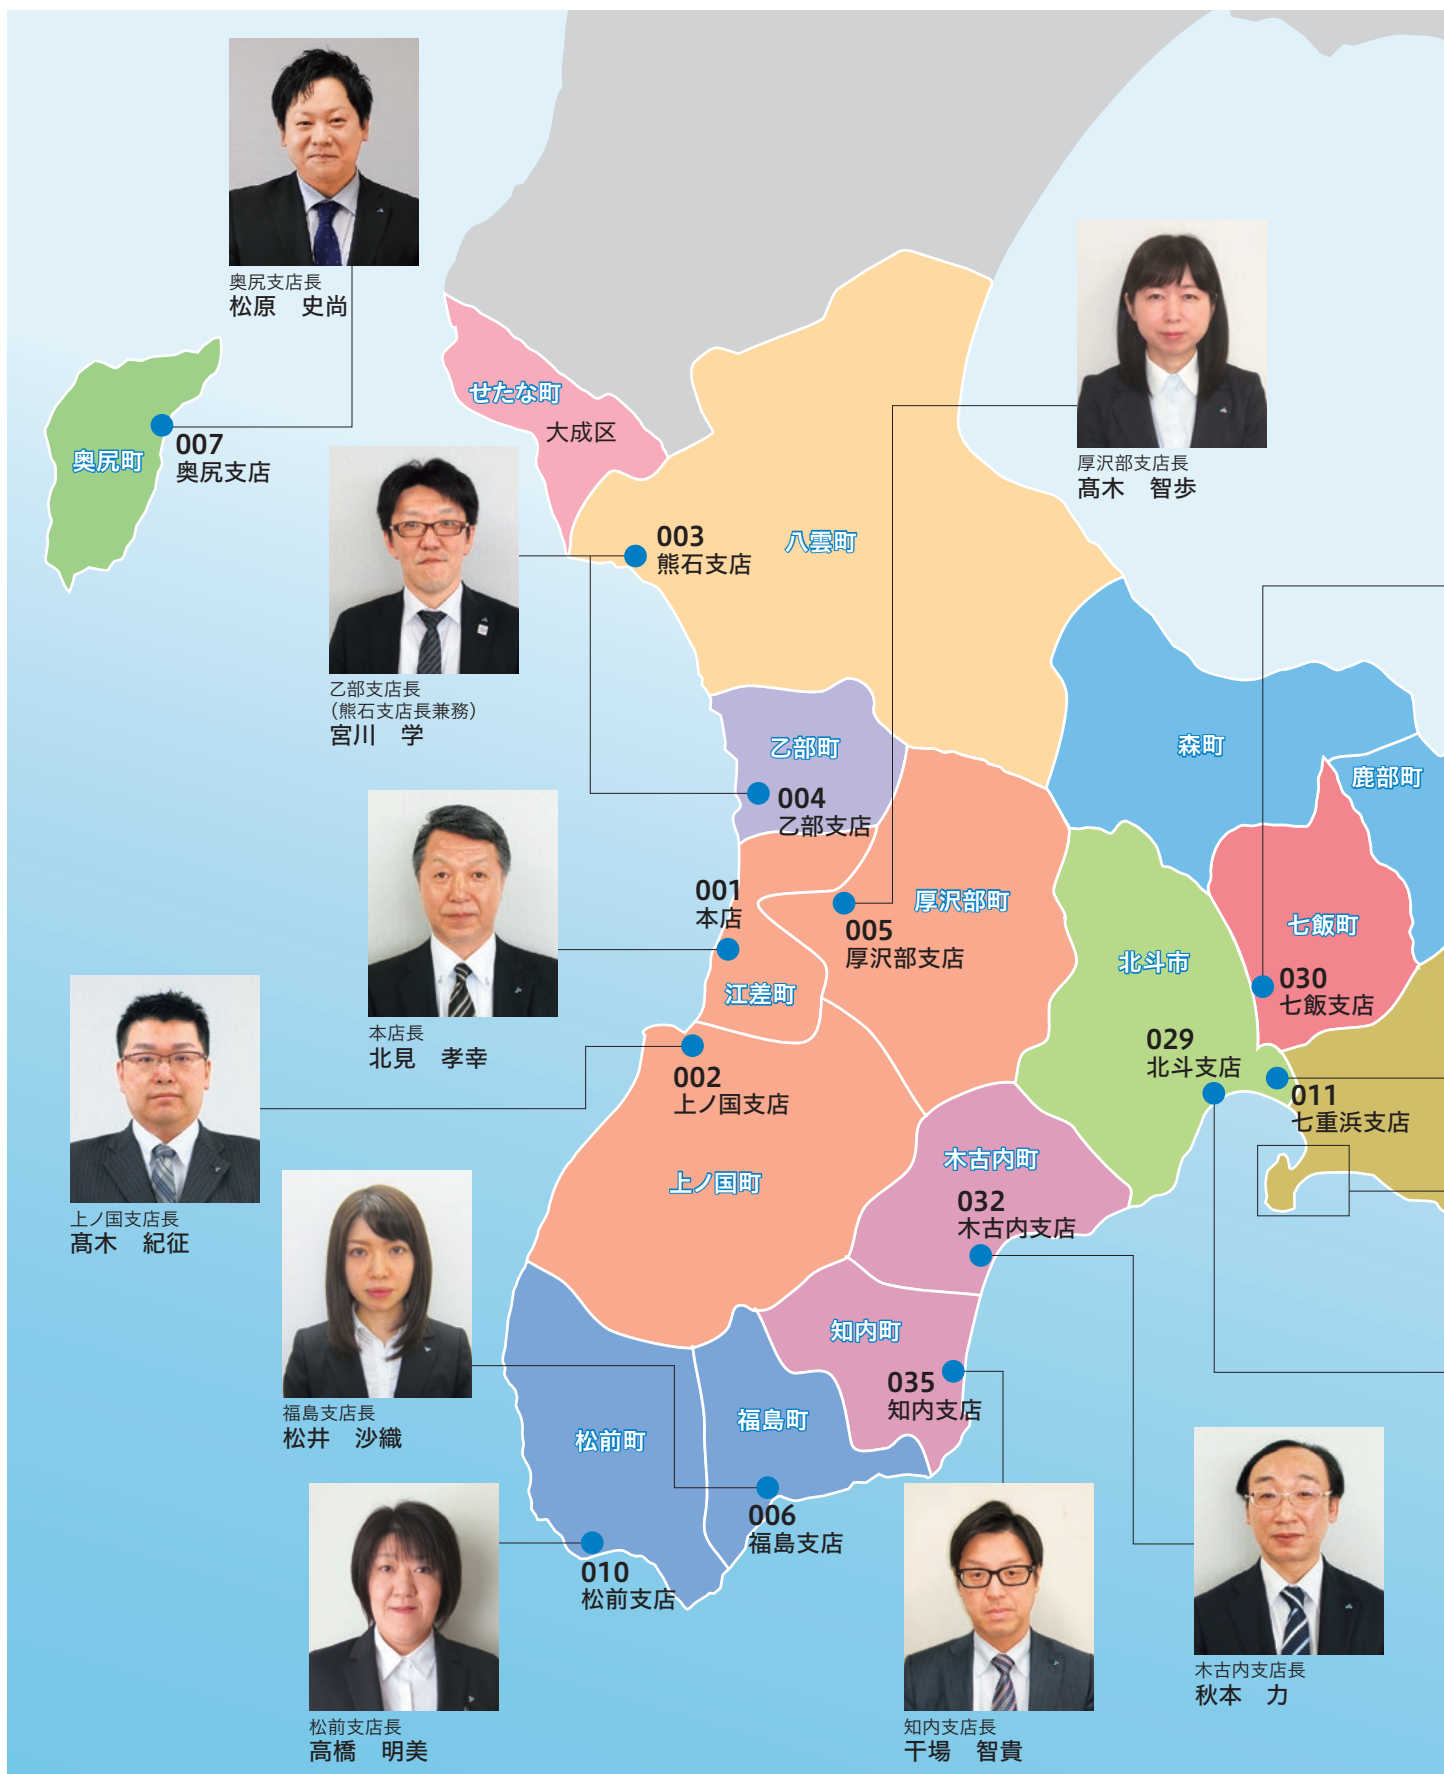 奥尻支店長
松原　史尚
奥尻町
007
奥尻支店
せたな町
大成区
厚沢部支店長
髙木　智歩
003
熊石支店
八雲町
乙部支店長
（熊石支店長兼務）
宮川　学
乙部町
004
乙部支店
森町
鹿部町
001
本店
江差町
本店長
北見　孝幸
厚沢部町
005
厚沢部支店
北斗市
七飯町
030
七飯支店
029
北斗支店
011
七重浜支店
002
上ノ国支店
上ノ国町
上ノ国支店長
髙木　紀征
木古内町
032
木古内支店
知内町
035
知内支店
福島支店長
松井　沙織
松前町
福島町
006
福島支店
010
松前支店
松前支店長
高橋　明美
知内支店長
干場　智貴
木古内支店長
秋本　力